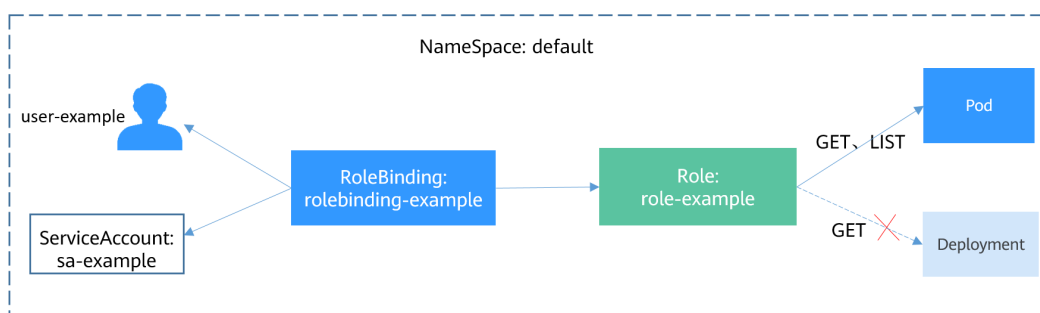 NameSpace: default
user-example
Pod
GET、LIST
RoleBinding:
rolebinding-example
Role:
role-example
ServiceAccount:
sa-example
GET
Deployment